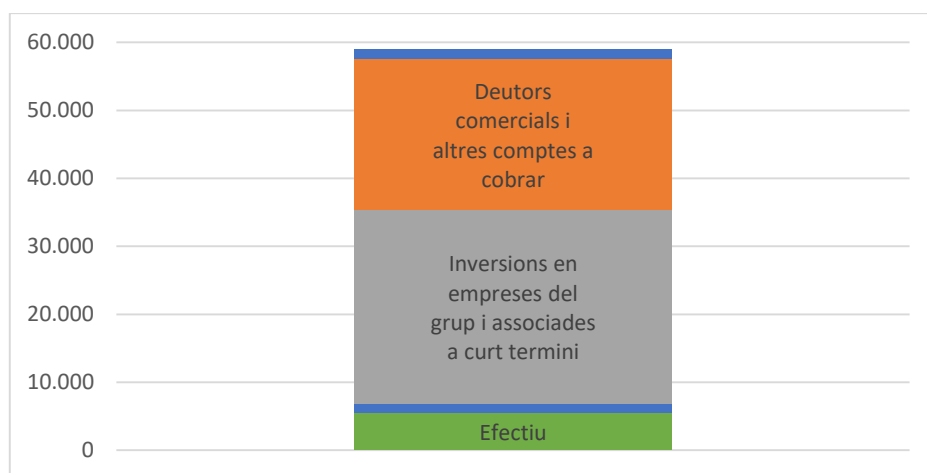 60.000
50.000
40.000
30.000
20.000
10.000
0
Deutors
comercials i
altres comptes a
cobrar
Inversions en
empreses del
grup i associades
a curt termini
Efectiu